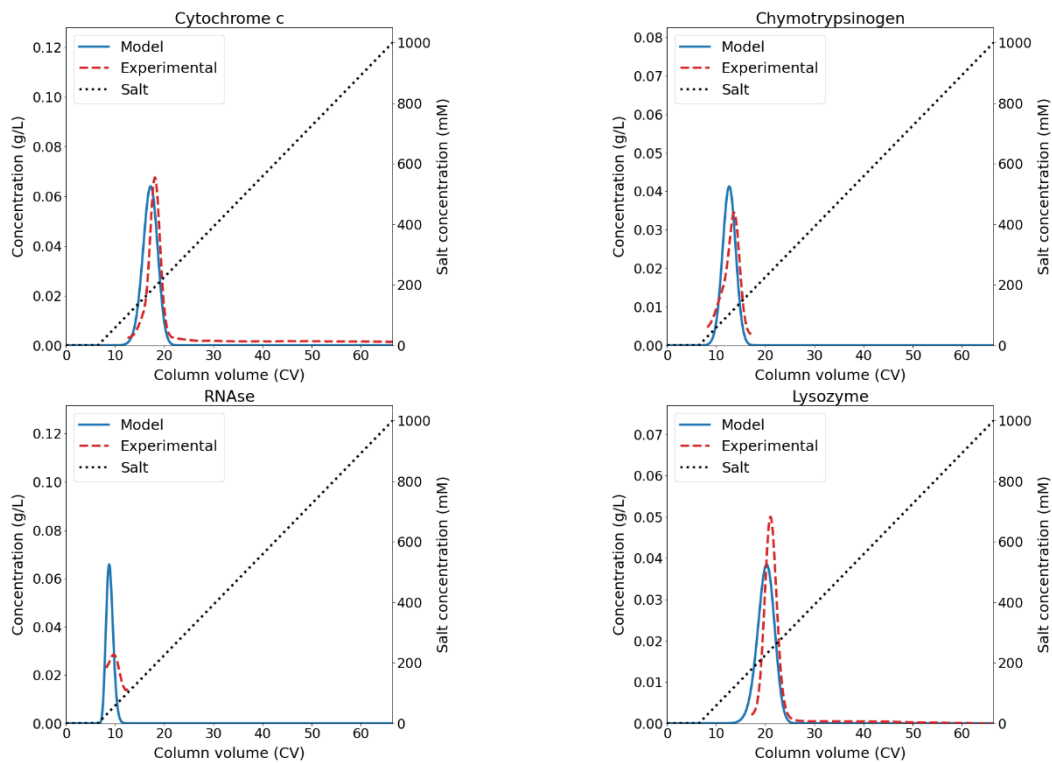 Cytochrome c
Model
Experimental
Salt
0.12
0.10
0.08
0.06
0.04
0.02
0.00
1000
800
600
400
200
0
0 10 20 30 40 50 60
Concentration (g/L)
Salt concentration (mM)
Column volume (CV)
Chymotrypsinogen
Model
Experimental
Salt
0.08
0.07
0.06
0.05
0.04
0.03
0.02
0.01
0.00
1000
800
600
400
200
0
0 10 20 30 40 50 60
Concentration (g/L)
Salt concentration (mM)
Column volume (CV)
RNAse
Model
Experimental
Salt
0.12
0.10
0.08
0.06
0.04
0.02
0.00
1000
800
600
400
200
0
0 10 20 30 40 50 60
Concentration (g/L)
Salt concentration (mM)
Column volume (CV)
Lysozyme
Model
Experimental
Salt
0.07
0.06
0.05
0.04
0.03
0.02
0.01
0.00
1000
800
600
400
200
0
0 10 20 30 40 50 60
Concentration (g/L)
Salt concentration (mM)
Column volume (CV)